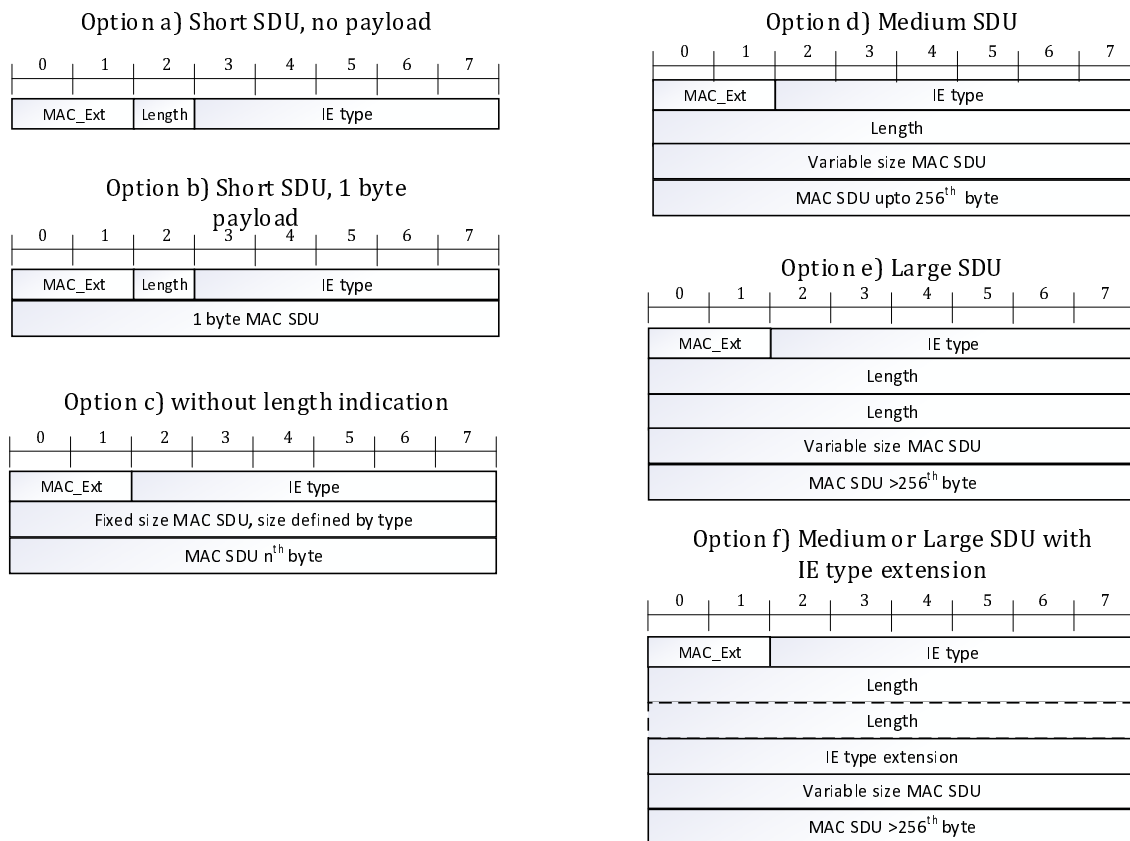 Option a) Short SDU, no payload
0 1 2 3 4 5 6 7
MAC_Ext Length IE type
Option b) Short SDU, 1 byte
payload
0 1 2 3 4 5 6 7
MAC_Ext Length IE type
1 byte MAC SDU
Option c) without length indication
0 1 2 3 4 5 6 7
MAC_Ext IE type
Fixed size MAC SDU, size defined by type
MAC SDU nth byte
Option d) Medium SDU
0 1 2 3 4 5 6 7
MAC_Ext IE type
Length
Variable size MAC SDU
MAC SDU upto 256th byte
Option e) Large SDU
0 1 2 3 4 5 6 7
MAC_Ext IE type
Length
Length
Variable size MAC SDU
MAC SDU >256th byte
Option f) Medium or Large SDU with
IE type extension
0 1 2 3 4 5 6 7
MAC_Ext IE type
Length
Length
IE type extension
Variable size MAC SDU
MAC SDU >256th byte